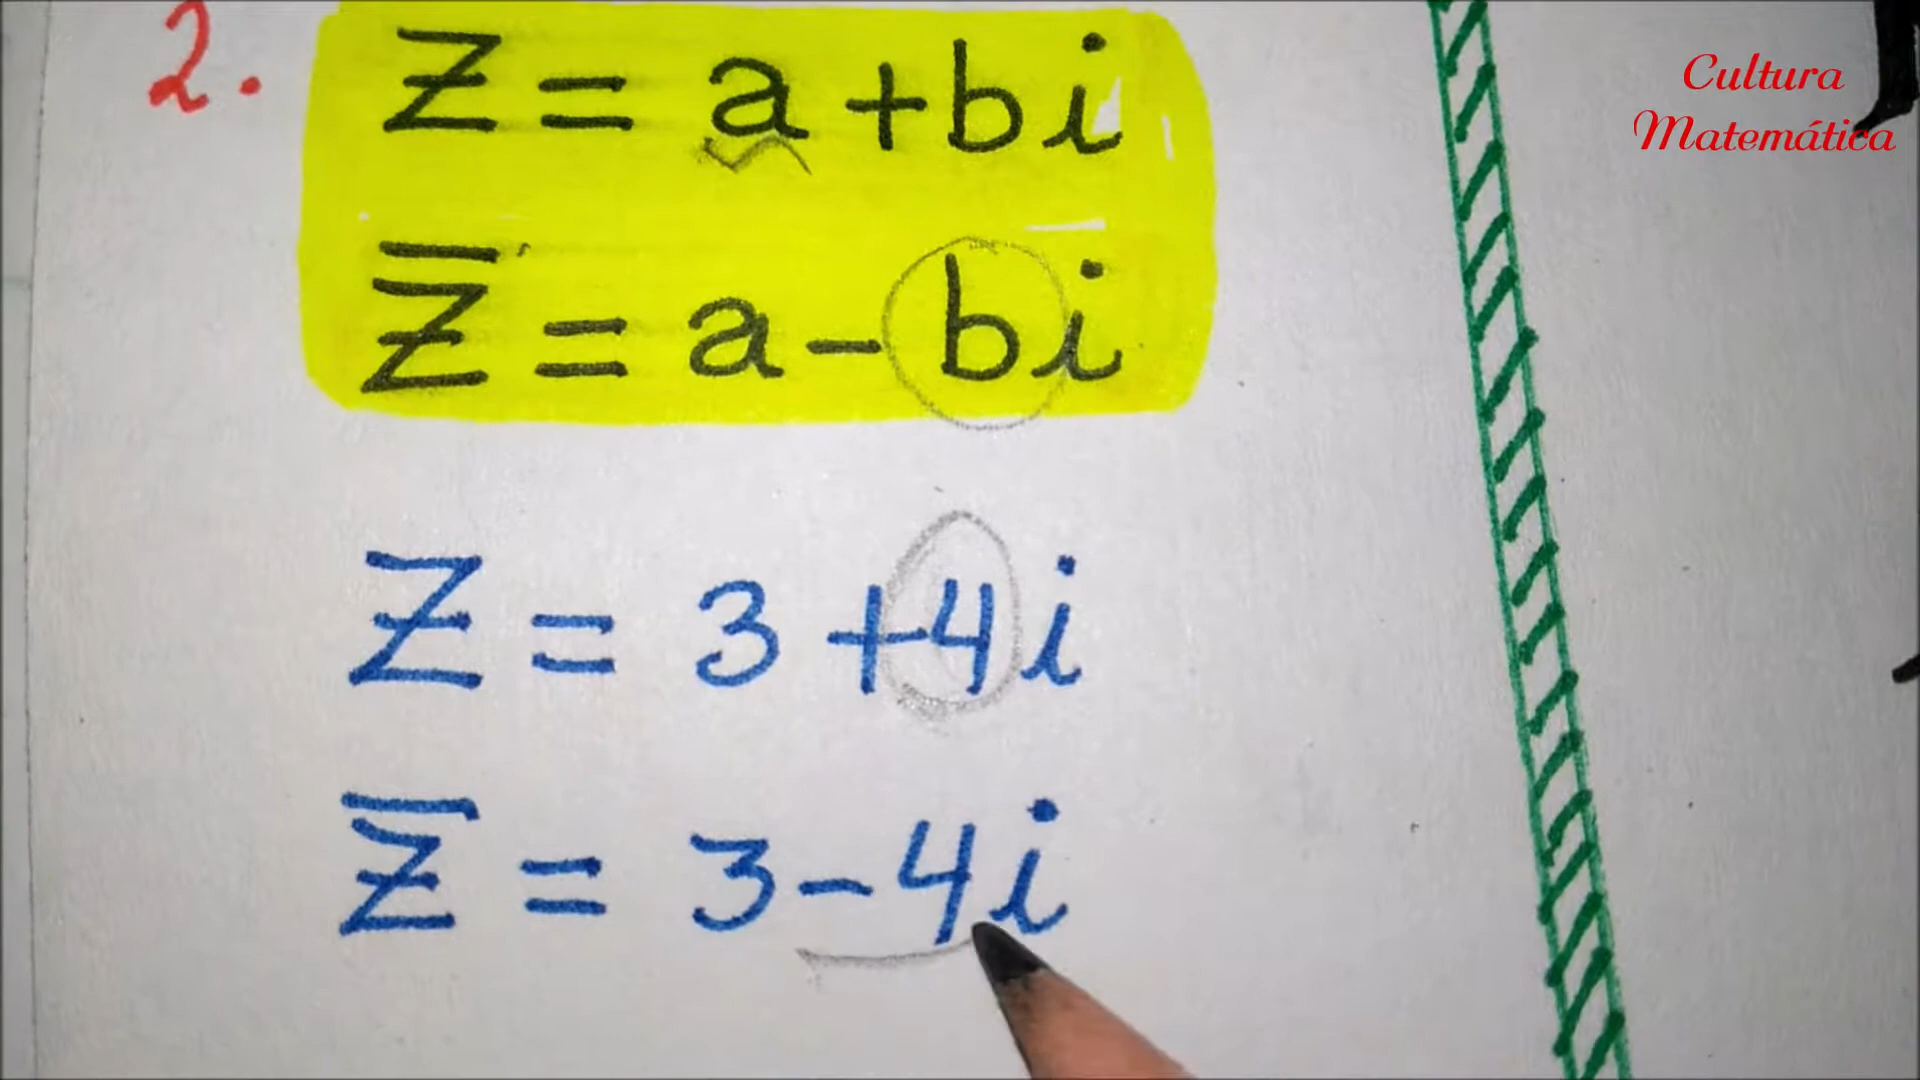 2. Z = a + bi
Z̅ = a - bi
Z = 3 + 4i
Z̅ = 3 - 4i
Cultura
Matemática